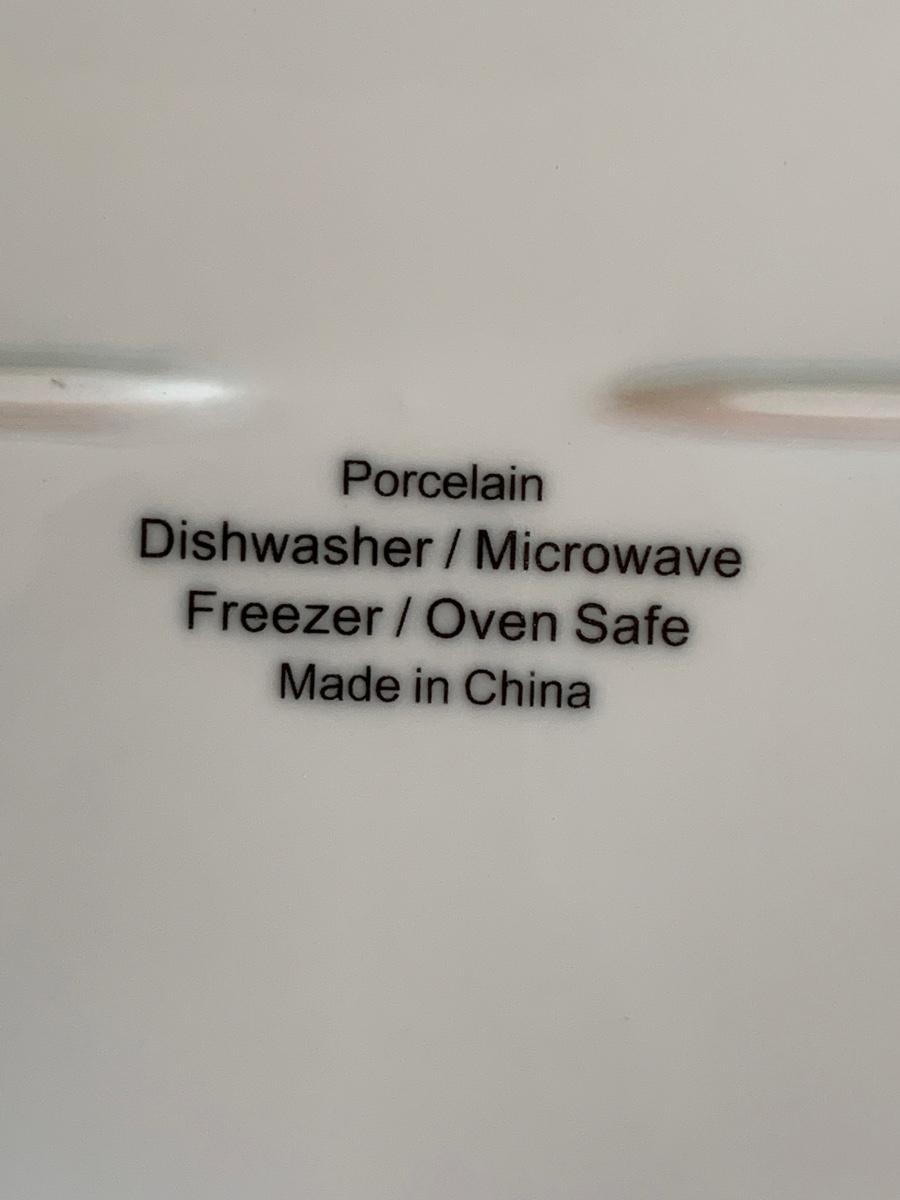 Porcelain
Dishwasher / Microwave
Freezer / Oven Safe
Made in China